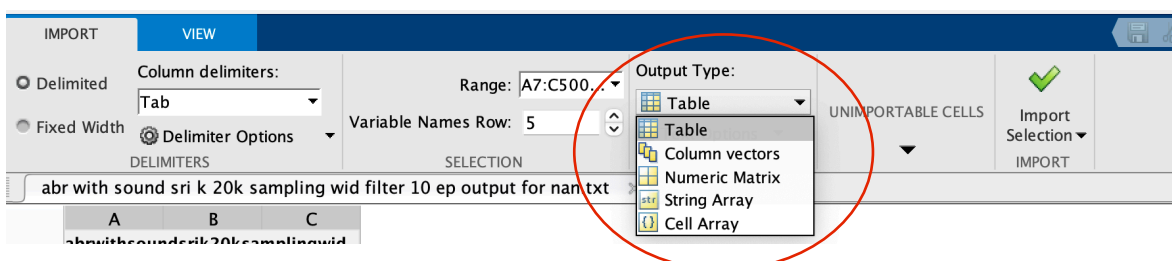 IMPORT VIEW
Delimited
Fixed Width
Column delimiters:
Tab
Delimiter Options
DELIMITERS
Range: A7:C500...
Variable Names Row: 5
SELECTION
Output Type:
Table
Table
Column vectors
Numeric Matrix
str String Array
{} Cell Array
UNIMPORTABLE CELLS
Import
Selection
IMPORT
abr with sound sri k 20k sampling wid filter 10 ep output for nan.txt
A B C
abrwithsoundsrik20ksamplingwid